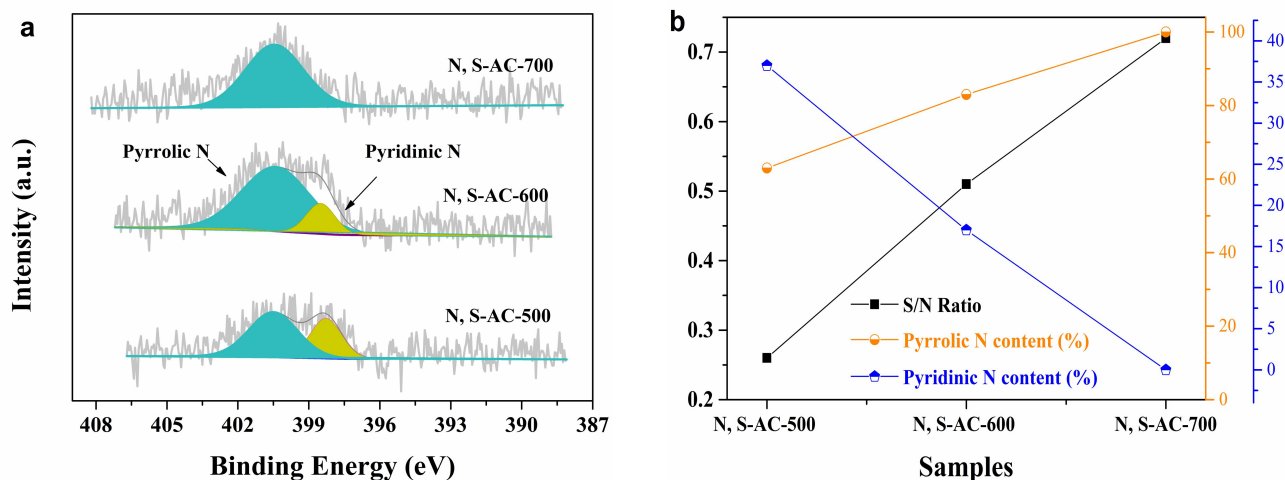 a
N, S-AC-700
Pyrrolic N
Pyridinic N
N, S-AC-600
N, S-AC-500
Intensity (a.u.)
408 405 402 399 396 393 390 387
Binding Energy (eV)
b
0.7
0.6
0.5
0.4
0.3
0.2
100
80
60
40
20
0
40
35
30
25
20
15
10
5
0
S/N Ratio
Pyrrolic N content (%)
Pyridinic N content (%)
N, S-AC-500 N, S-AC-600 N, S-AC-700
Samples